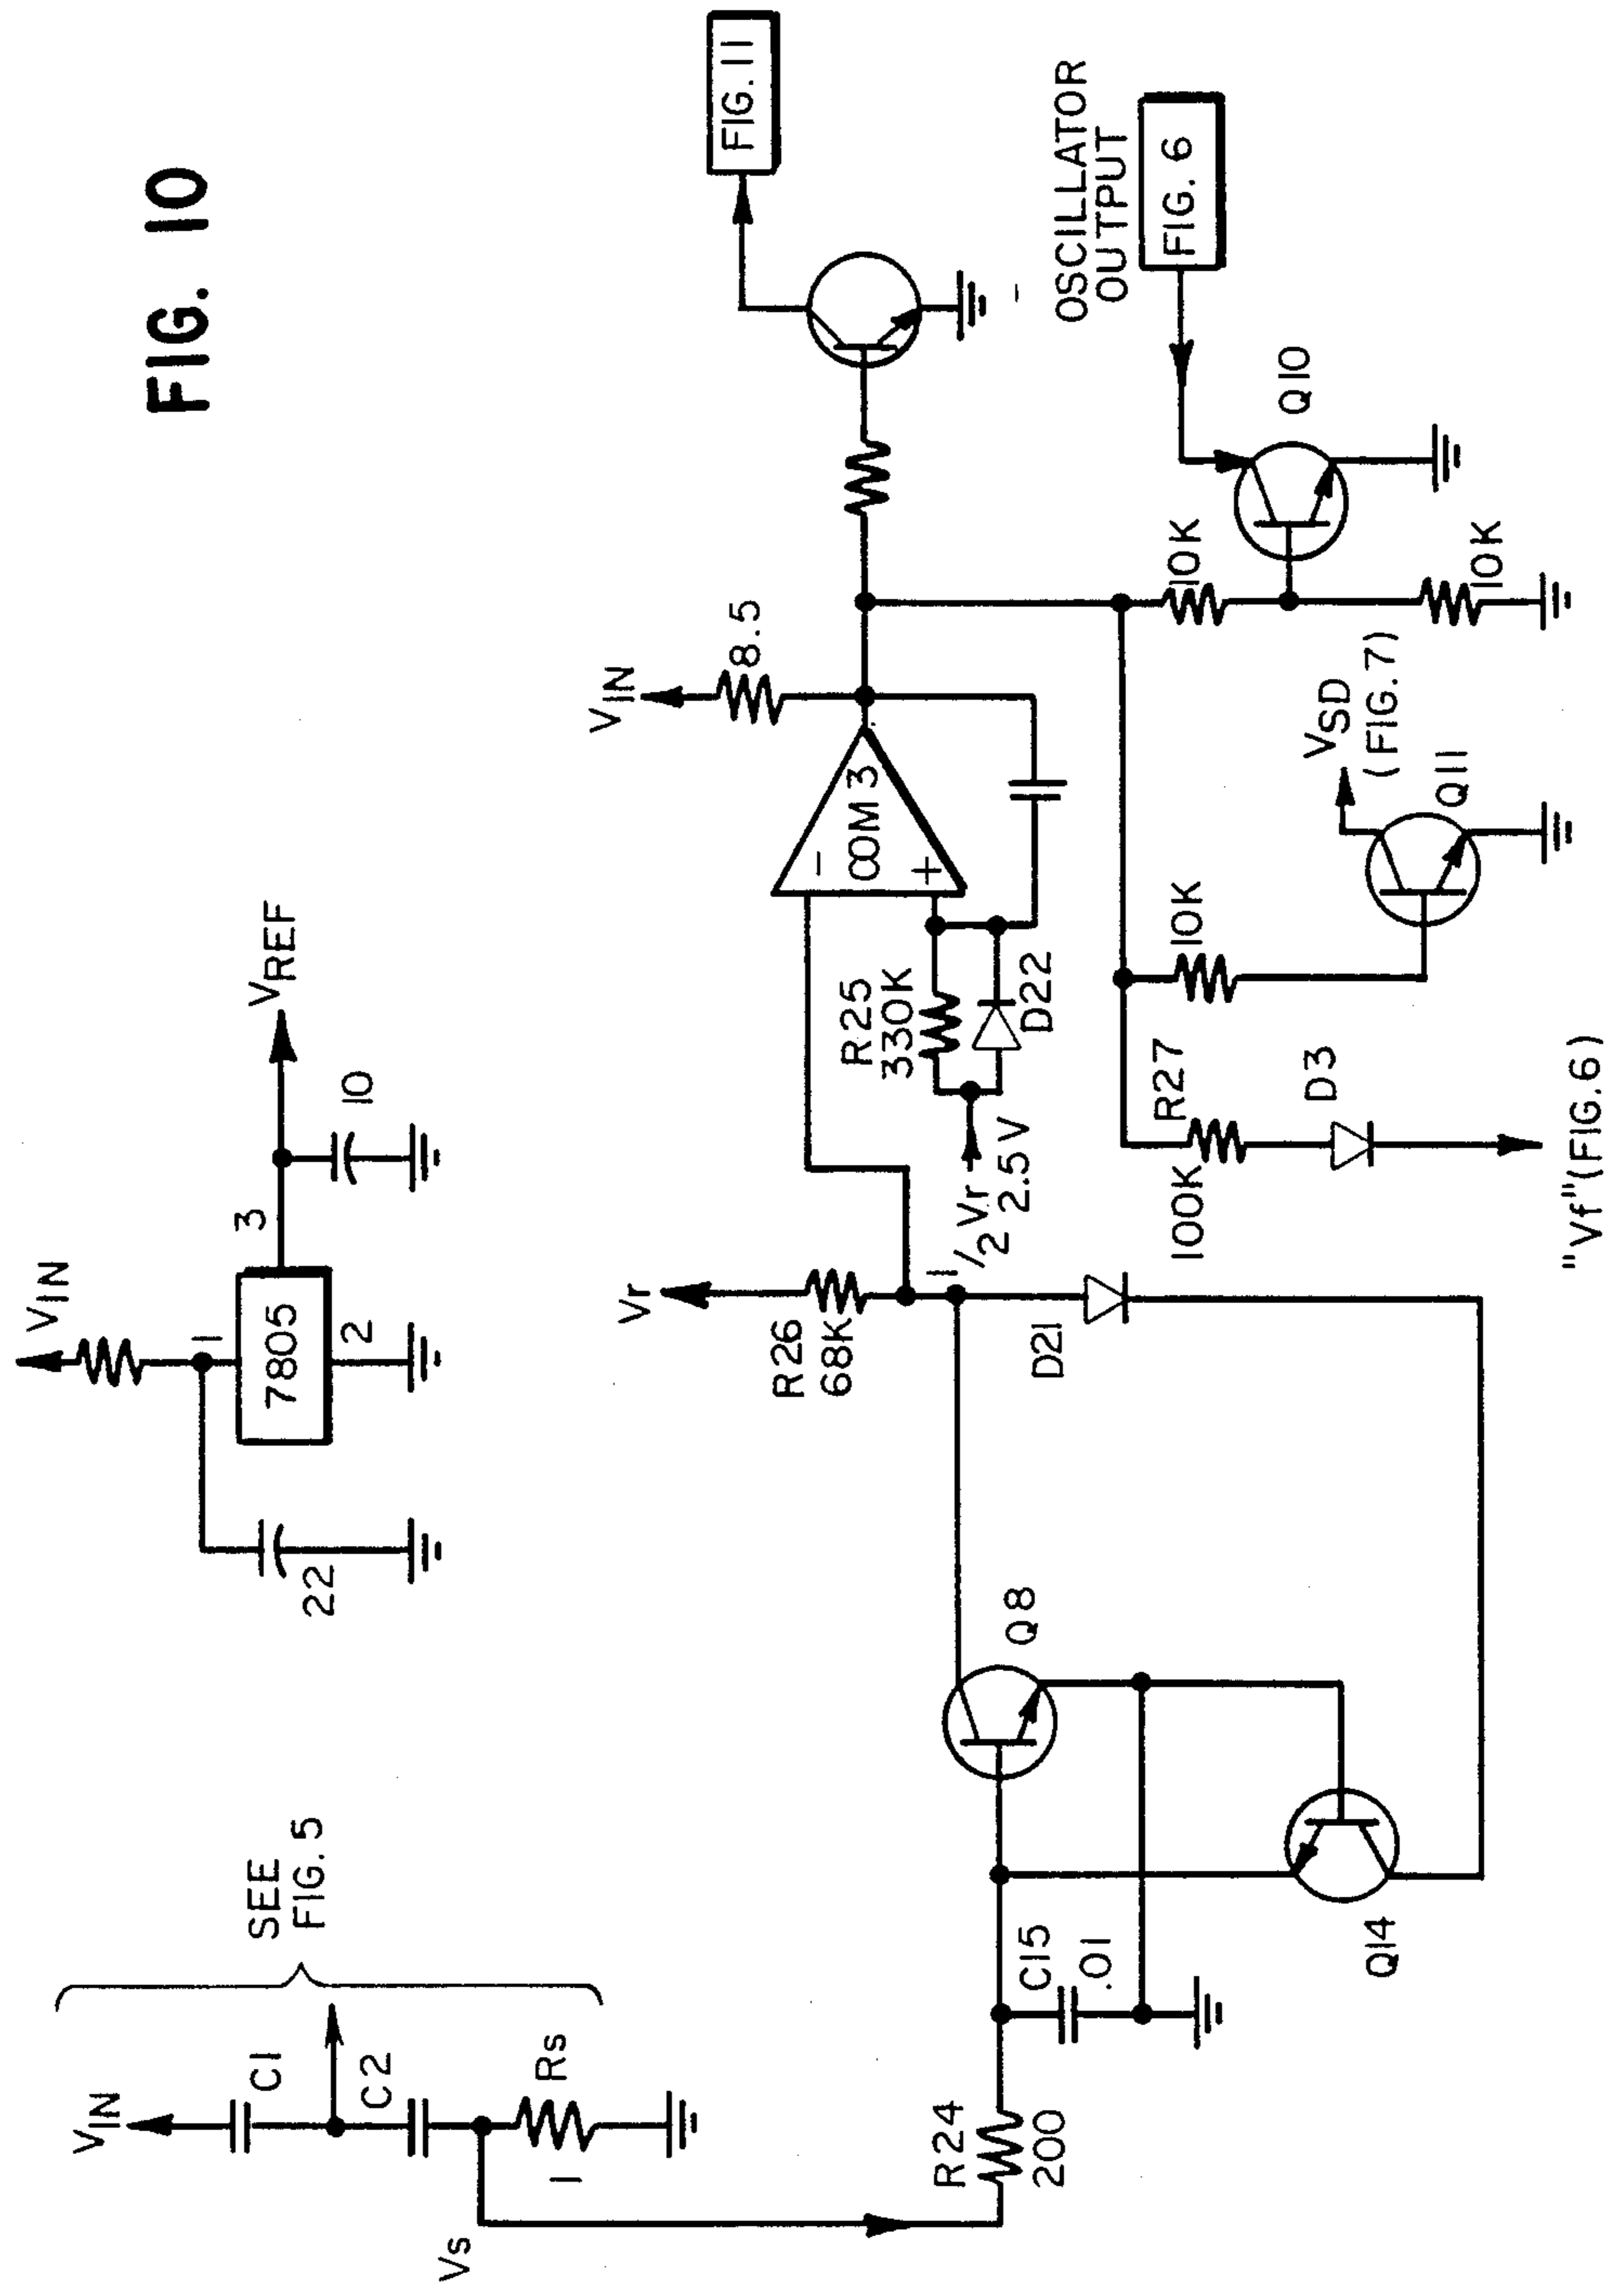 FIG. 10
VIN
C1
C2
SEE
FIG. 5
Rs
1
Vs
R24
200
C15
.01
Q8
Q14
VIN
22
1
7805
2
3
VREF
10
Vr
R26
68K
D21
1/2 Vr
2.5V
R25
330K
D22
-
COM 3
+
VIN
8.5
FIG. 11
OSCILLATOR
OUTPUT
FIG. 6
Q10
10K
10K
VSD
(FIG.7)
Q11
10K
R27
100K
D3
"Vf"(FIG.6)